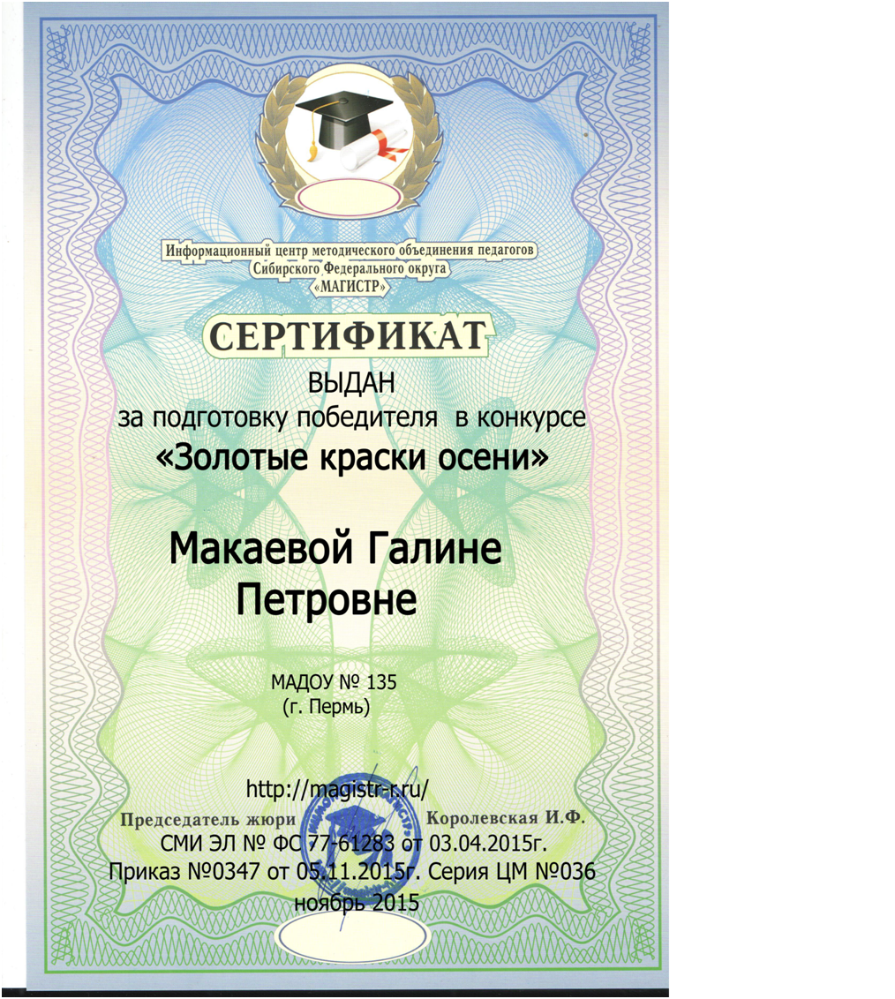 Информационный центр методического объединения педагогов
Сибирского Федерального округа
«МАГИСТР»
СЕРТИФИКАТ
ВЫДАН
за подготовку победителя в конкурсе
«Золотые краски осени»
Макаевой Галине
Петровне
МАДОУ № 135
(г. Пермь)
http://magistr-r.ru/
Председатель жюри Королевская И.Ф.
СМИ ЭЛ № ФС 77-61283 от 03.04.2015г.
Приказ №0347 от 05.11.2015г. Серия ЦМ №036
ноябрь 2015